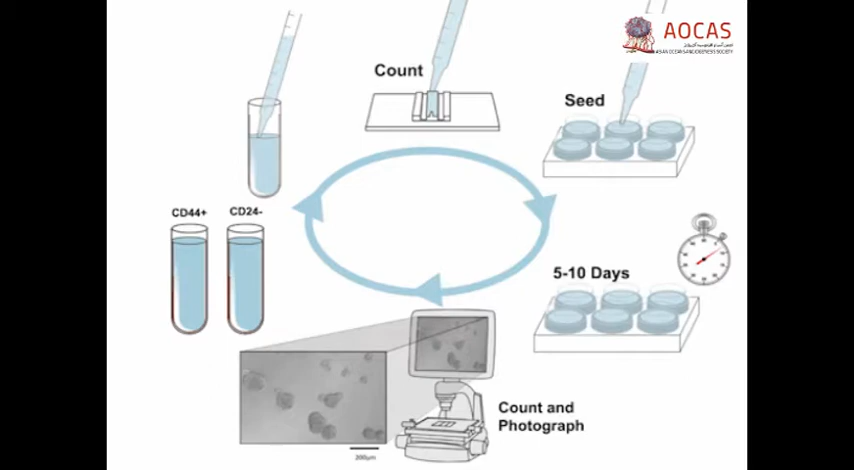 AOCAS
Count
Seed
CD44+ CD24-
5-10 Days
Count and
Photograph
200μm